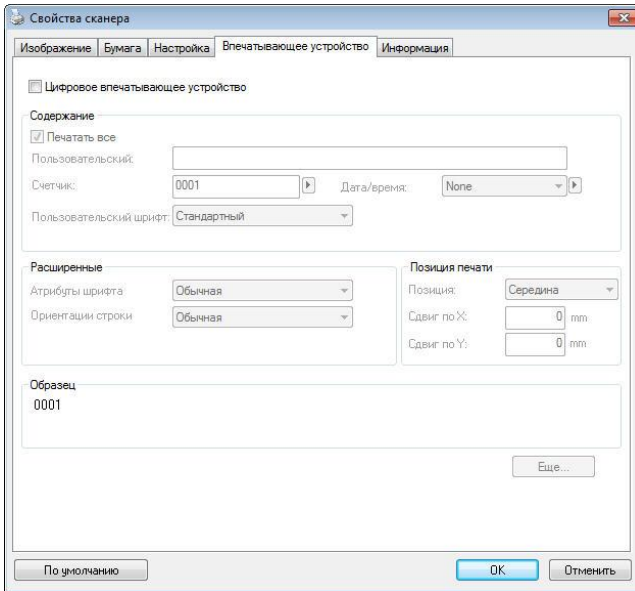 Свойства сканера
Изображение Бумага Настройка Впечатывающее устройство Информация
Цифровое впечатывающее устройство
Содержание
Печатать все
Пользовательский:
Счетчик: 0001 Дата/время: None
Пользовательский шрифт: Стандартный
Расширенные Позиция печати
Атрибуты шрифта Обычная Позиция: Середина
Ориентации строки Обычная Сдвиг по X: 0 mm
Сдвиг по Y: 0 mm
Образец
0001
Еще...
По умолчанию OK Отменить